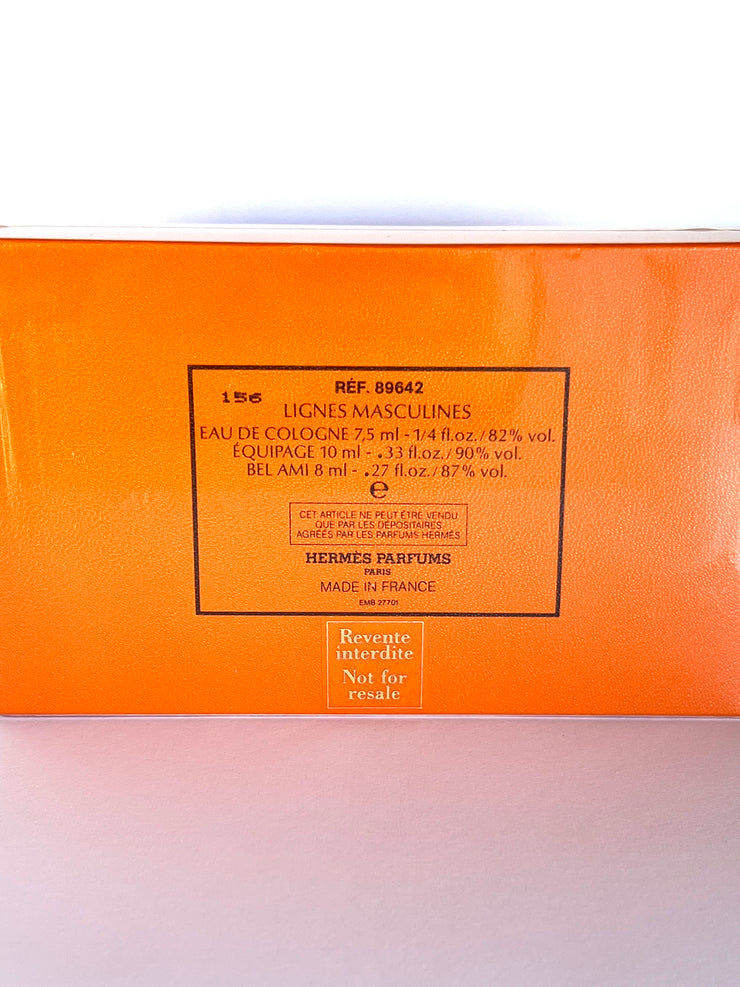 RÉF. 89642
156
LIGNES MASCULINES
EAU DE COLOGNE 7,5 ml - 1/4 fl.oz./82% vol.
ÉQUIPAGE 10 ml - .33 fl.oz./90% vol.
BEL AMI 8 ml - .27 fl.oz./87% vol.
e
CET ARTICLE NE PEUT ÊTRE VENDU
QUE PAR LES DÉPOSITAIRES
AGRÉÉS PAR LES PARFUMS HERMÈS
HERMÈS PARFUMS
PARIS
MADE IN FRANCE
EMB 27701
Revente
interdite
Not for
resale